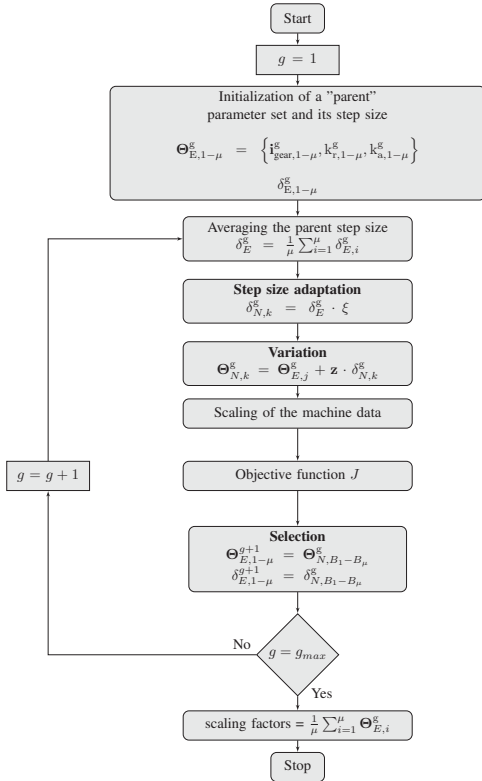 Start
g = 1
Initialization of a ”parent”
parameter set and its step size
Θ^g_{E,1−μ} = {i^g_{gear,1−μ}, k^g_{r,1−μ}, k^g_{a,1−μ}}
δ^g_{E,1−μ}
Averaging the parent step size
δ^g_E = 1/μ ∑^μ_{i=1} δ^g_{E,i}
Step size adaptation
δ^g_{N,k} = δ^g_E · ξ
Variation
Θ^g_{N,k} = Θ^g_{E,j} + z · δ^g_{N,k}
Scaling of the machine data
g = g + 1
Objective function J
Selection
Θ^{g+1}_{E,1−μ} = Θ^g_{N,B_1−B_μ}
δ^{g+1}_{E,1−μ} = δ^g_{N,B_1−B_μ}
No
g = g_{max}
Yes
scaling factors = 1/μ ∑^μ_{i=1} Θ^g_{E,i}
Stop